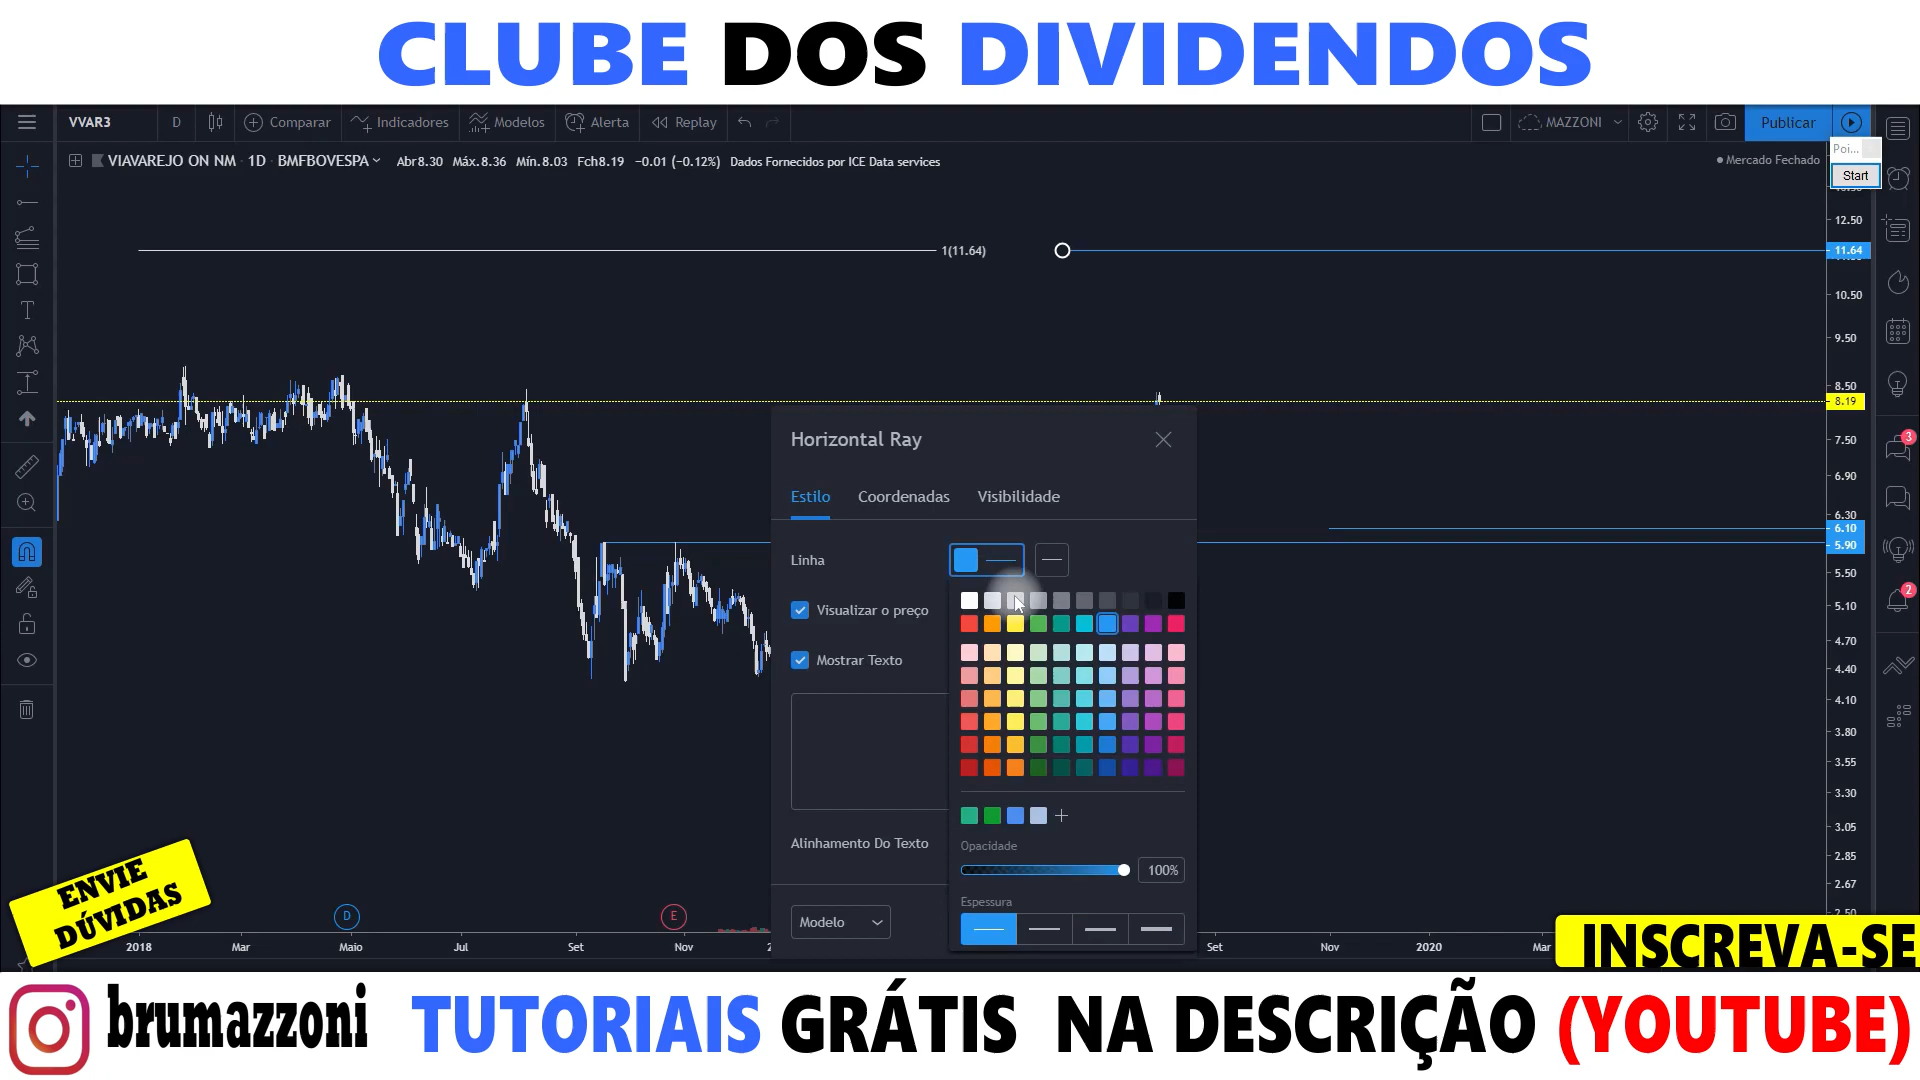 CLUBE DOS DIVIDENDOS
VVAR3 D Comparar Indicadores Modelos Alerta Replay MAZZONI Publicar
Poi...
Start
VIAVAREJO ON NM · 1D · BMFBOVESPA Abr8.30 Máx.8.36 Mín.8.03 Fch8.19 −0.01 (−0.12%) Dados Fornecidos por ICE Data services
Mercado Fechado
12.50
1(11.64)
11.64
10.50
9.50
8.50
8.19
7.50
6.90
6.30
6.10
5.90
5.50
5.10
4.70
4.40
4.10
3.80
3.55
3.30
3.05
2.85
2.67
2.50
3
2
Horizontal Ray
Estilo Coordenadas Visibilidade
Linha
Visualizar o preço
Mostrar Texto
Alinhamento Do Texto
Modelo
Opacidade
100%
Espessura
D
E
2018 Mar Maio Jul Set Nov Set Nov 2020 Mar
ENVIE
DÚVIDAS
INSCREVA-SE
brumazzoni TUTORIAIS GRÁTIS NA DESCRIÇÃO (YOUTUBE)